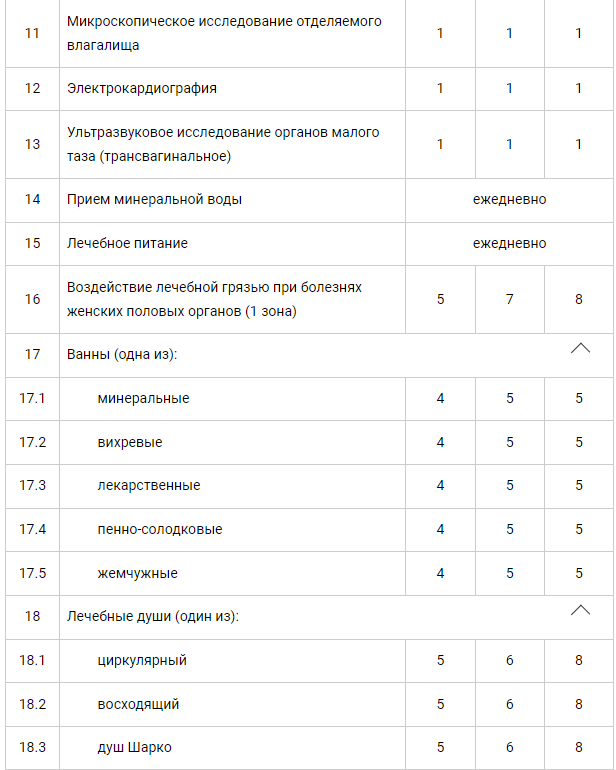 11 Микроскопическое исследование отделяемого
влагалища 1 1 1
12 Электрокардиография 1 1 1
13 Ультразвуковое исследование органов малого
таза (трансвагинальное) 1 1 1
14 Прием минеральной воды ежедневно
15 Лечебное питание ежедневно
16 Воздействие лечебной грязью при болезнях
женских половых органов (1 зона) 5 7 8
17 Ванны (одна из):
17.1 минеральные 4 5 5
17.2 вихревые 4 5 5
17.3 лекарственные 4 5 5
17.4 пенно-солодковые 4 5 5
17.5 жемчужные 4 5 5
18 Лечебные души (один из):
18.1 циркулярный 5 6 8
18.2 восходящий 5 6 8
18.3 душ Шарко 5 6 8